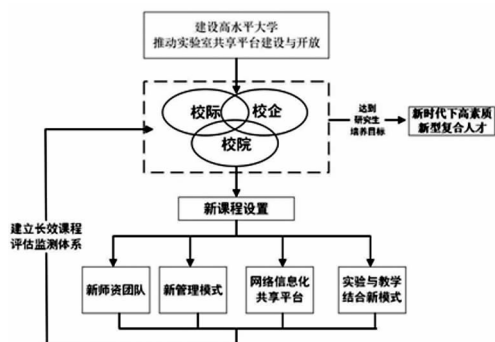 建设高水平大学
推动实验室共享平台建设与开放
校际
校企
校院
达到
研究生
培养目标
新时代下高素质
新型复合人才
新课程设置
建立长效课程
评估监测体系
新师资团队
新管理模式
网络信息化
共享平台
实验与教学
结合新模式